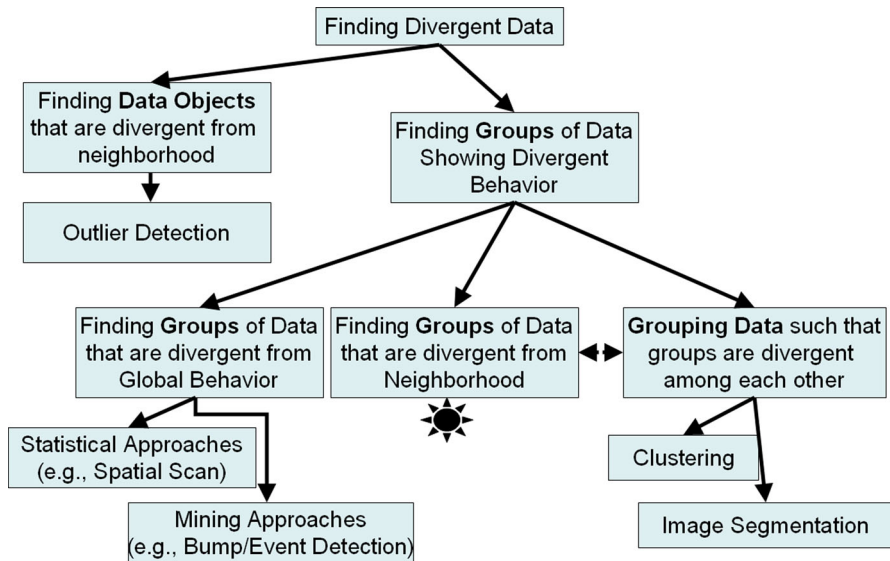 Finding Divergent Data
Finding Data Objects
that are divergent from
neighborhood
Finding Groups of Data
Showing Divergent
Behavior
Outlier Detection
Finding Groups of Data
that are divergent from
Global Behavior
Finding Groups of Data
that are divergent from
Neighborhood
Grouping Data such that
groups are divergent
among each other
Statistical Approaches
(e.g., Spatial Scan)
Clustering
Mining Approaches
(e.g., Bump/Event Detection)
Image Segmentation